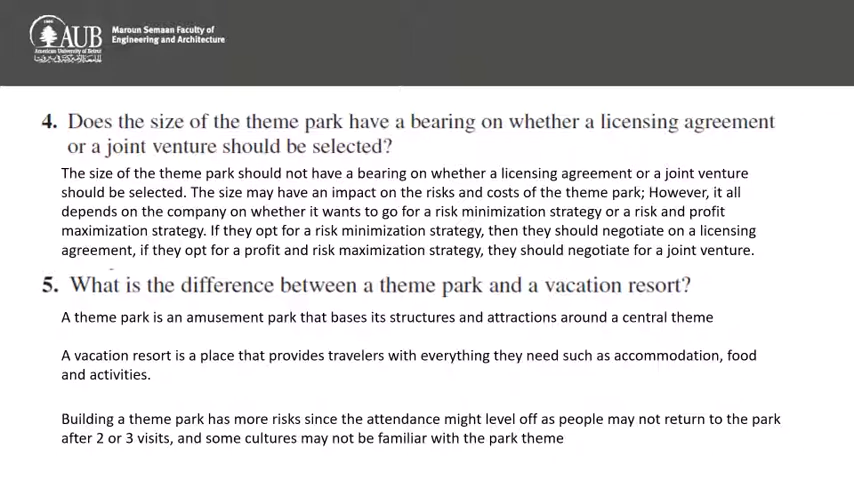 AUB
American University of Beirut
Maroun Semaan Faculty of
Engineering and Architecture
4. Does the size of the theme park have a bearing on whether a licensing agreement
or a joint venture should be selected?
The size of the theme park should not have a bearing on whether a licensing agreement or a joint venture
should be selected. The size may have an impact on the risks and costs of the theme park; However, it all
depends on the company on whether it wants to go for a risk minimization strategy or a risk and profit
maximization strategy. If they opt for a risk minimization strategy, then they should negotiate on a licensing
agreement, if they opt for a profit and risk maximization strategy, they should negotiate for a joint venture.
5. What is the difference between a theme park and a vacation resort?
A theme park is an amusement park that bases its structures and attractions around a central theme
A vacation resort is a place that provides travelers with everything they need such as accommodation, food
and activities.
Building a theme park has more risks since the attendance might level off as people may not return to the park
after 2 or 3 visits, and some cultures may not be familiar with the park theme